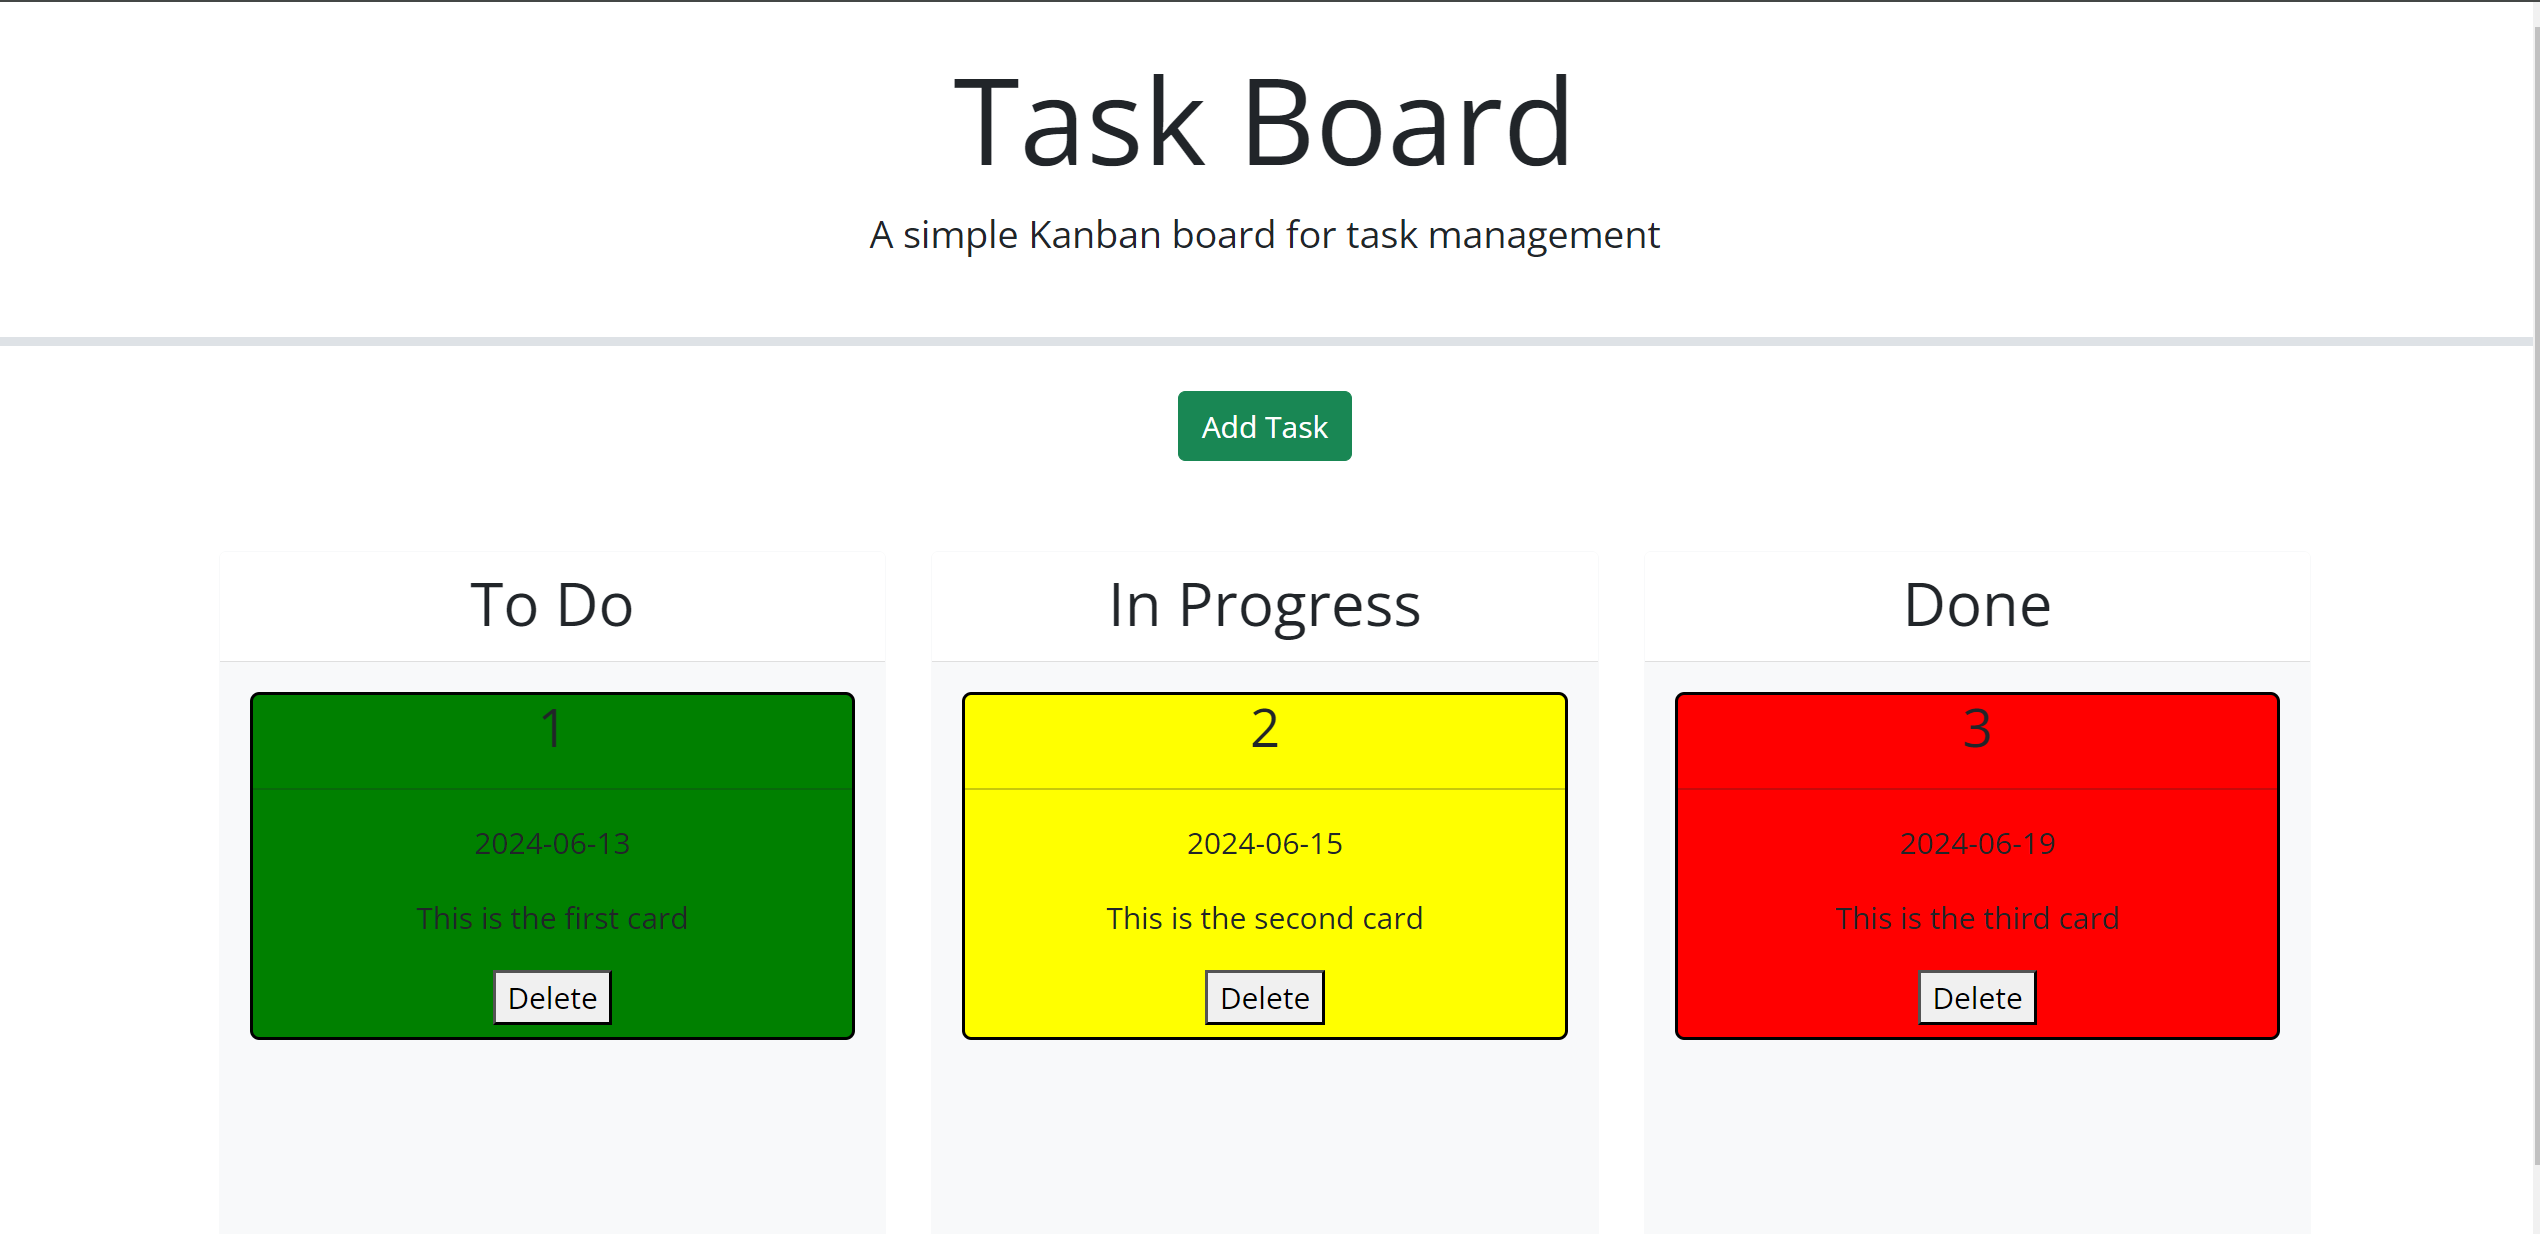 Task Board
A simple Kanban board for task management
Add Task
To Do
1
2024-06-13
This is the first card
Delete
In Progress
2
2024-06-15
This is the second card
Delete
Done
3
2024-06-19
This is the third card
Delete